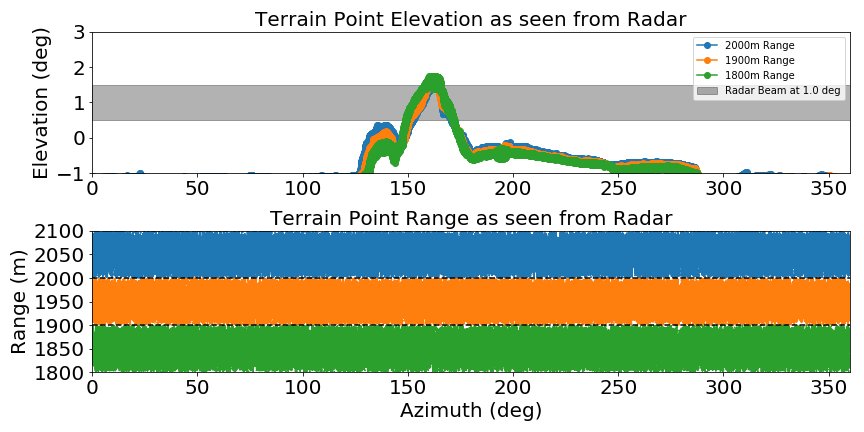 Terrain Point Elevation as seen from Radar
Elevation (deg)
3
2
1
0
−1
2000m Range
1900m Range
1800m Range
Radar Beam at 1.0 deg
0 50 100 150 200 250 300 350
Terrain Point Range as seen from Radar
Range (m)
2100
2050
2000
1950
1900
1850
1800
0 50 100 150 200 250 300 350
Azimuth (deg)